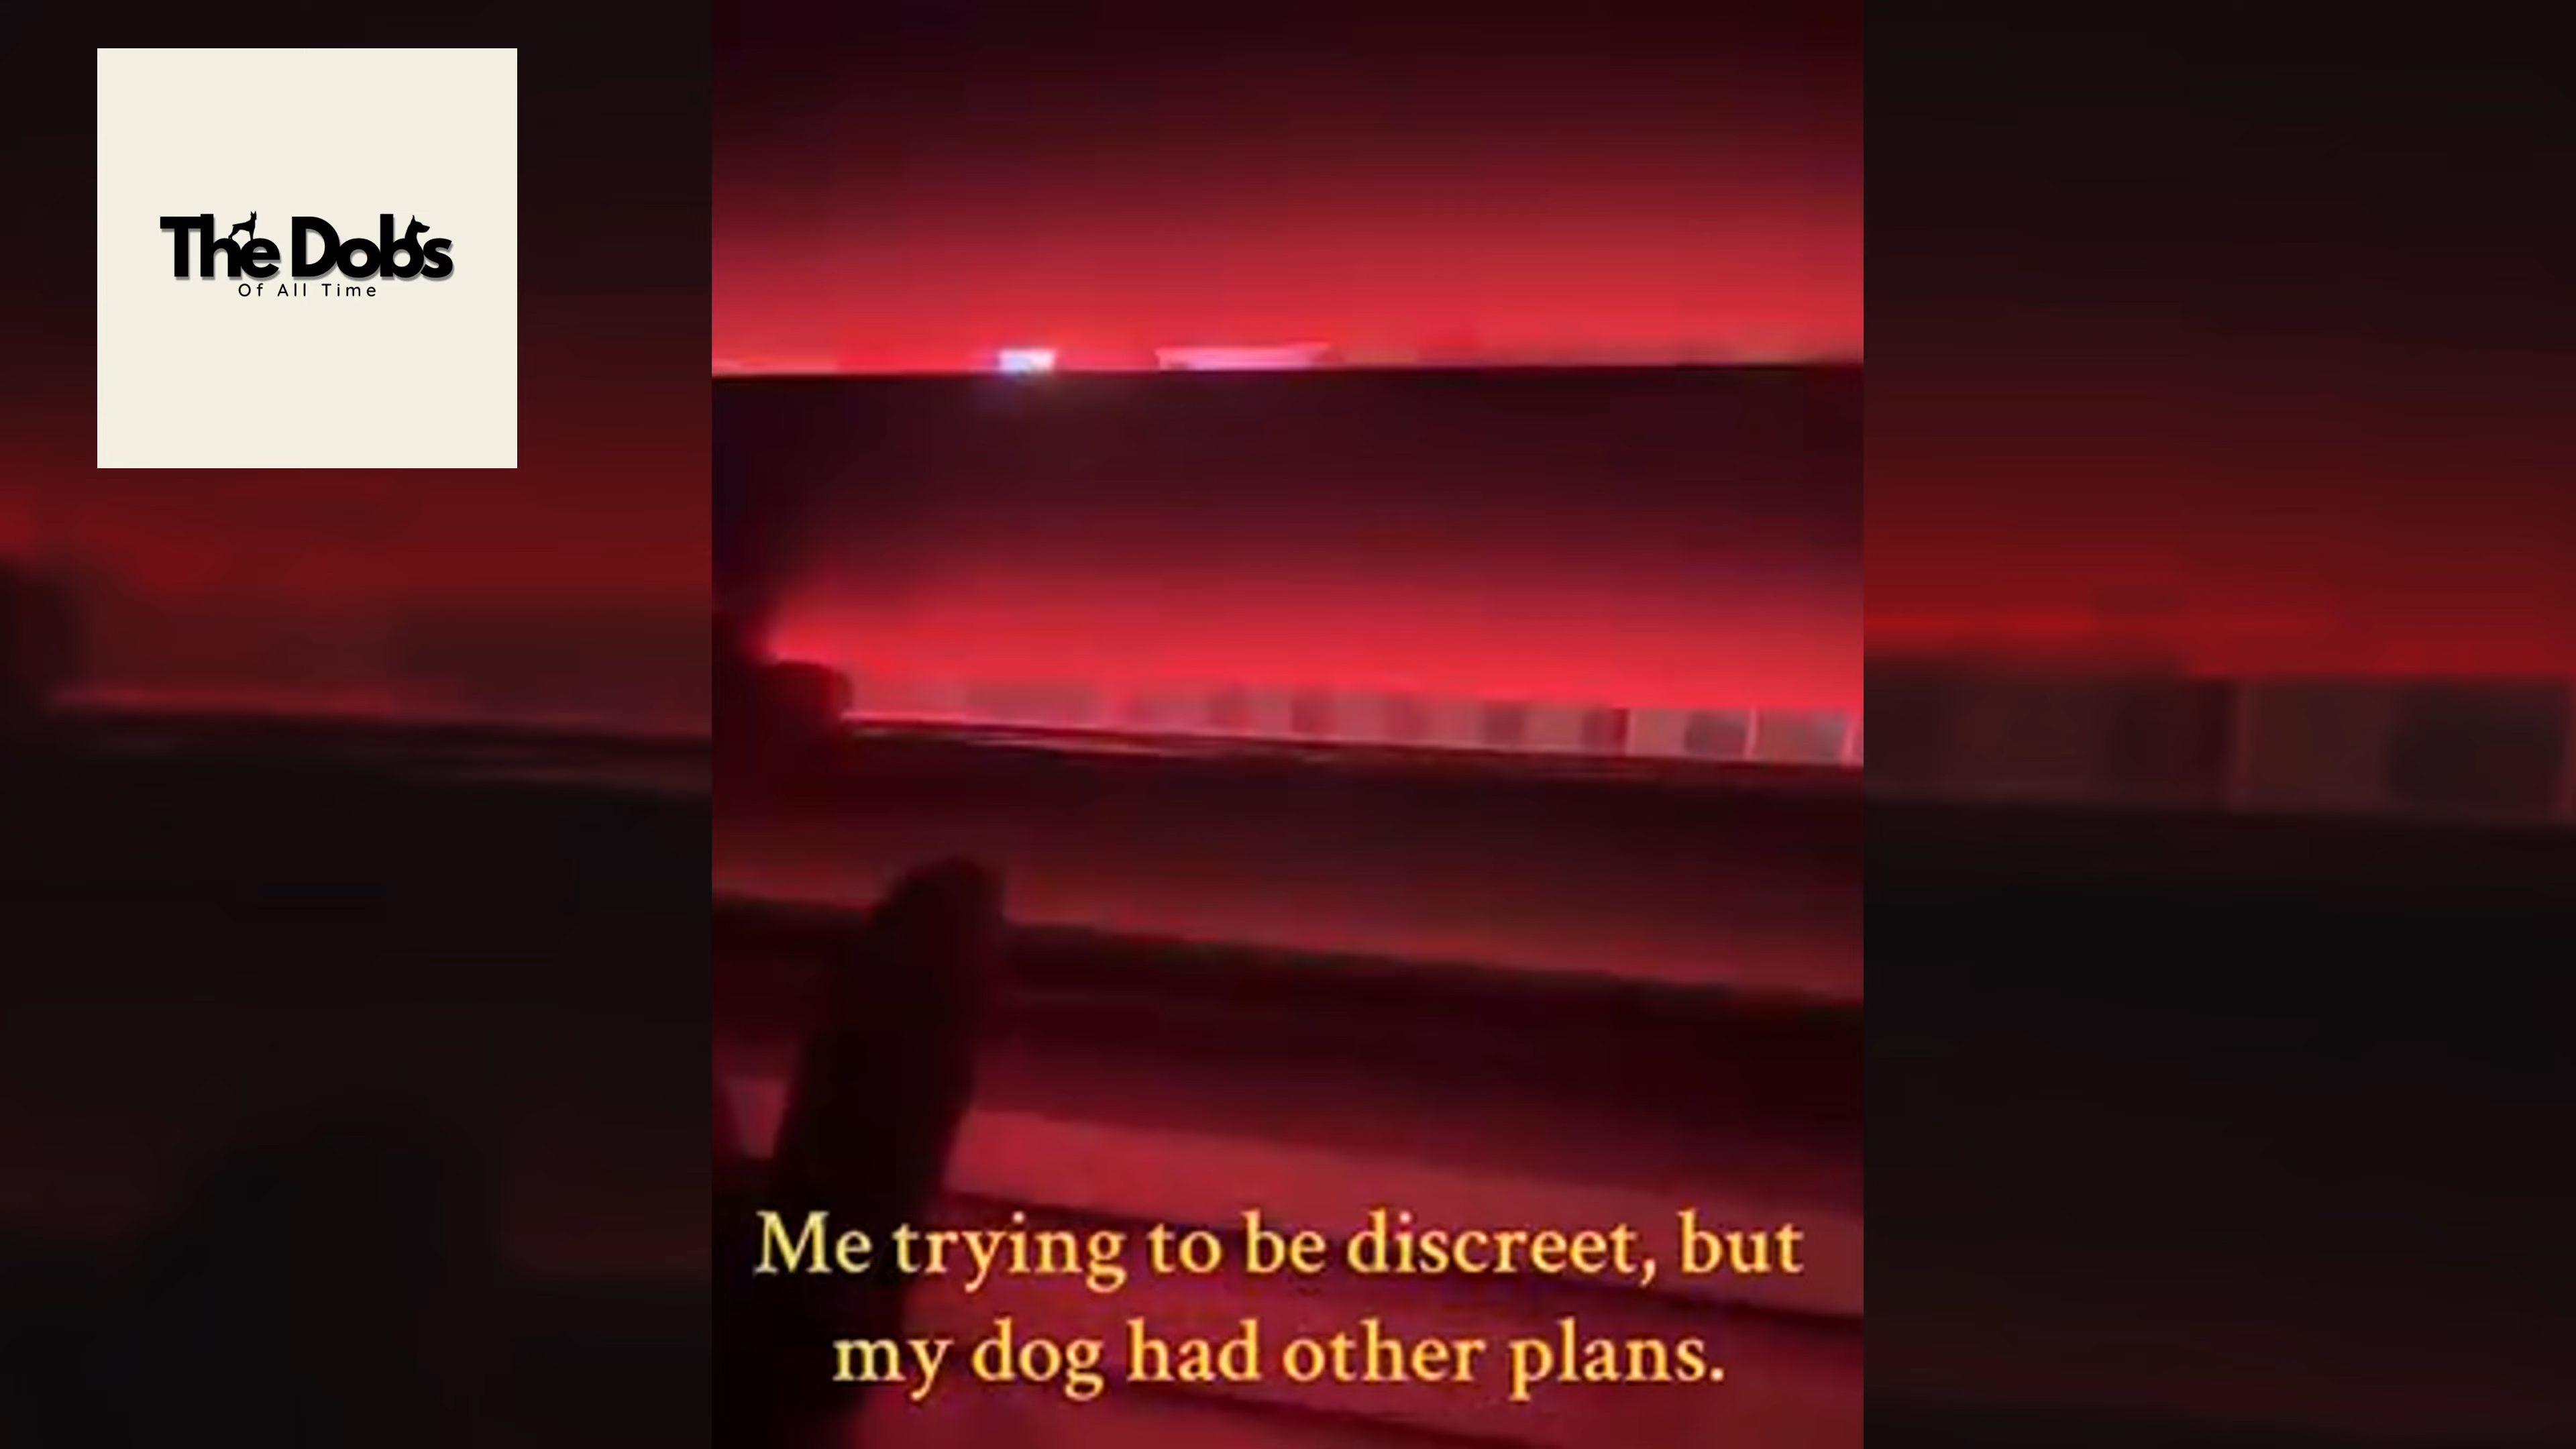 The Dobs
Of All Time
Me trying to be discreet, but
my dog had other plans.